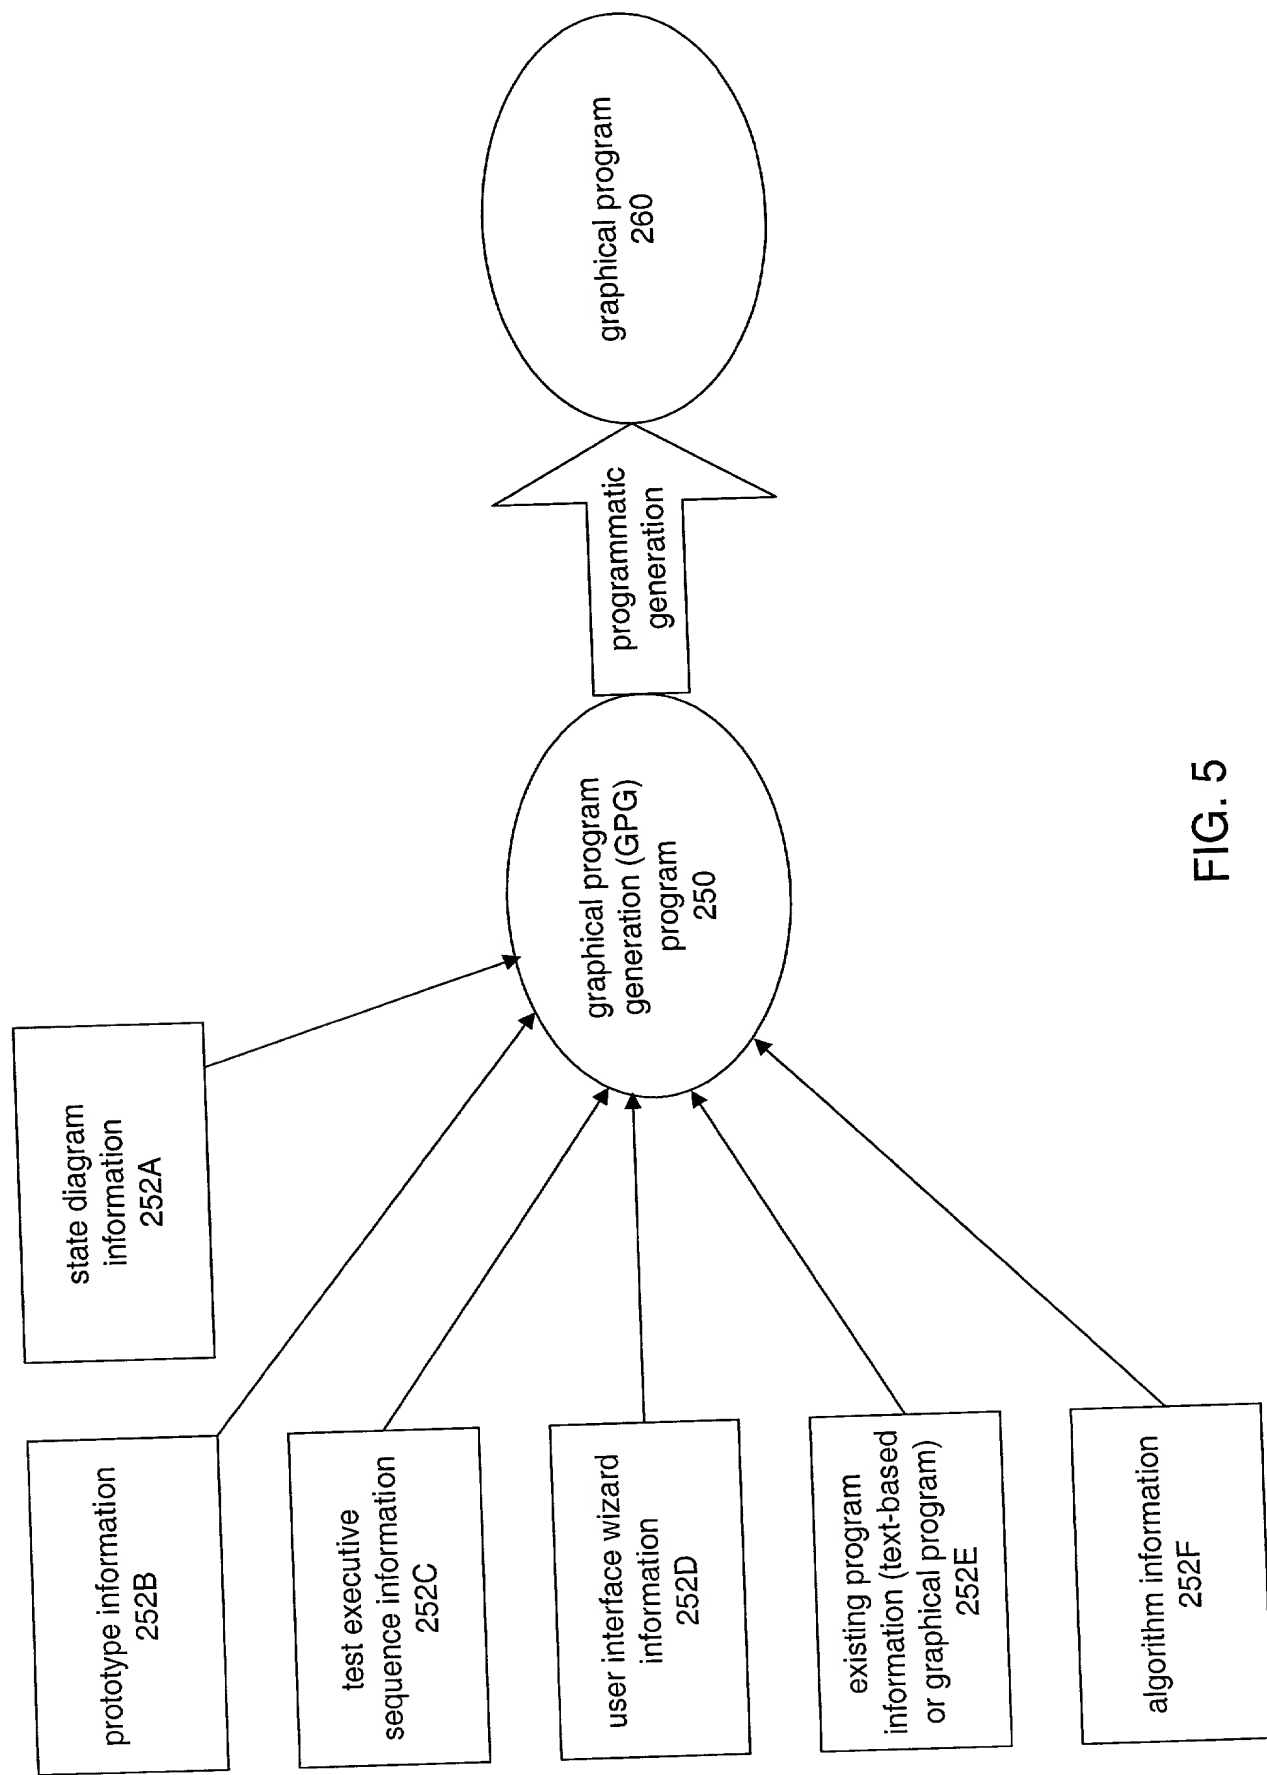 state diagram
information
252A
prototype information
252B
test executive
sequence information
252C
user interface wizard
information
252D
existing program
information (text-based
or graphical program)
252E
algorithm information
252F
graphical program
generation (GPG)
program
250
programmatic
generation
graphical program
260
FIG. 5